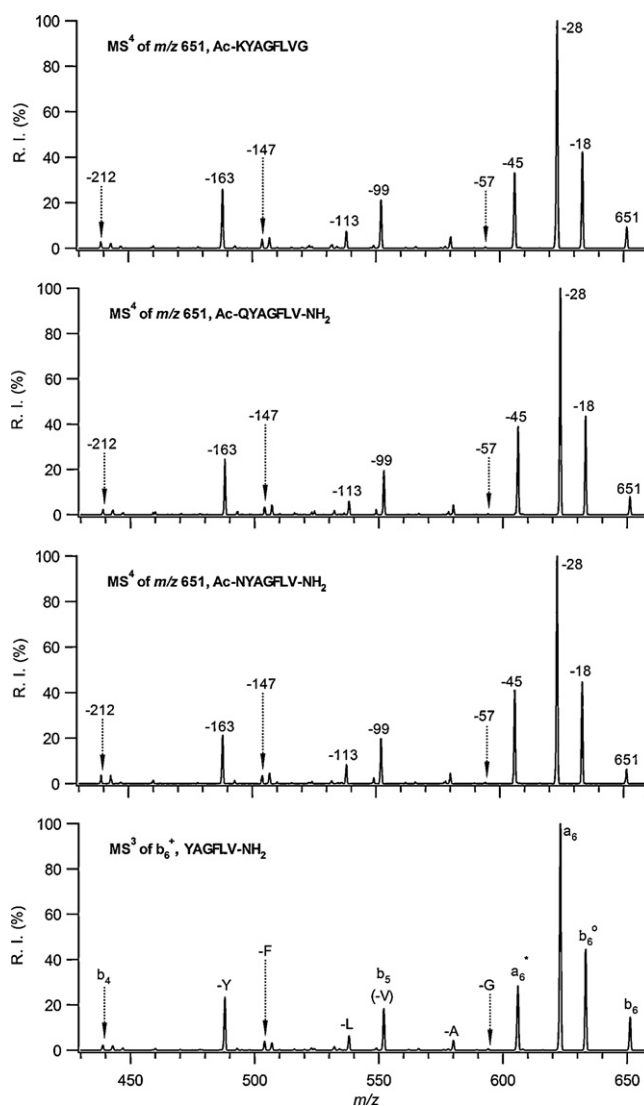 100
80
60
40
20
0
R. I. (%)
MS⁴ of m/z 651, Ac-KYAGFLVG
-212
-163
-147
-113
-99
-57
-45
-28
-18
651
100
80
60
40
20
0
R. I. (%)
MS⁴ of m/z 651, Ac-QYAGFLV-NH₂
-212
-163
-147
-113
-99
-57
-45
-28
-18
651
100
80
60
40
20
0
R. I. (%)
MS⁴ of m/z 651, Ac-NYAGFLV-NH₂
-212
-163
-147
-113
-99
-57
-45
-28
-18
651
100
80
60
40
20
0
R. I. (%)
MS³ of b₆⁺, YAGFLV-NH₂
b₄
-Y
-F
-L
b₅
(-V)
-A
-G
a₆*
a₆
b₆°
b₆
450
500
550
600
650
m/z